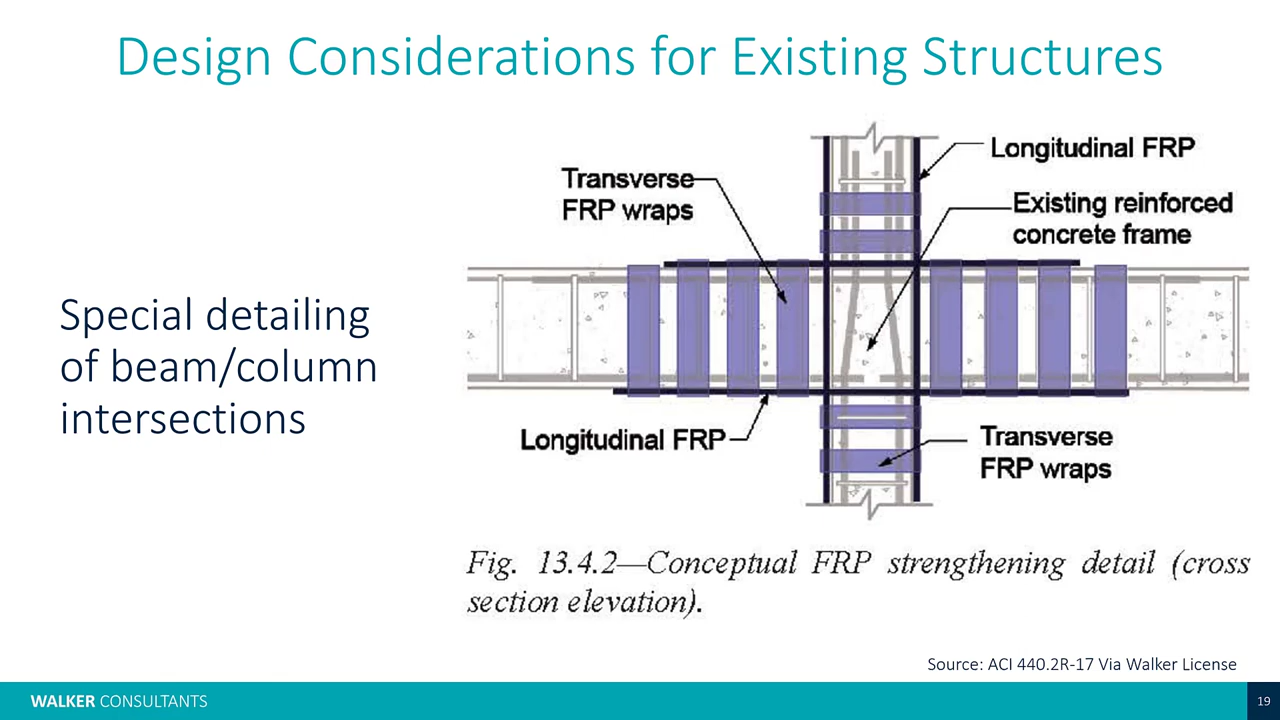 Design Considerations for Existing Structures
Special detailing
of beam/column
intersections
Transverse
FRP wraps
Longitudinal FRP
Existing reinforced
concrete frame
Longitudinal FRP
Transverse
FRP wraps
Fig. 13.4.2—Conceptual FRP strengthening detail (cross
section elevation).
Source: ACI 440.2R-17 Via Walker License
WALKER CONSULTANTS
19